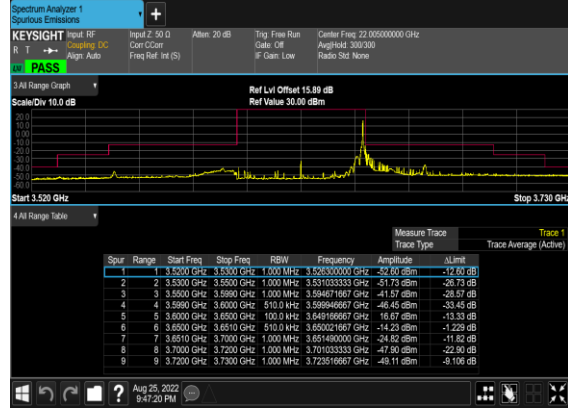 Spectrum Analyzer 1
Spurious Emissions
+
KEYSIGHT Input: RF Input Z: 50 Ω Atten: 20 dB Trig: Free Run Center Freq: 22.005000000 GHz
R T Coupling: DC Corr CCorr Gate: Off Avg|Hold: 300/300
Align: Auto Freq Ref: Int (S) IF Gain: Low Radio Std: None
LW PASS
3 All Range Graph
Ref Lvl Offset 15.89 dB
Scale/Div 10.0 dB Ref Value 30.00 dBm
20.0
10.0
0.00
-10.0
-20.0
-30.0
-40.0
-50.0
-60.0
Start 3.520 GHz Stop 3.730 GHz
4 All Range Table
Measure Trace Trace 1
Trace Type Trace Average (Active)
Spur Range Start Freq Stop Freq RBW Frequency Amplitude ΔLimit
1 1 3.5200 GHz 3.5300 GHz 1.000 MHz 3.526300000 GHz -52.60 dBm -12.60 dB
2 2 3.5300 GHz 3.5500 GHz 1.000 MHz 3.531033333 GHz -51.73 dBm -26.73 dB
3 3 3.5500 GHz 3.5990 GHz 1.000 MHz 3.594671667 GHz -41.57 dBm -28.57 dB
4 4 3.5990 GHz 3.6000 GHz 510.0 kHz 3.599946667 GHz -46.45 dBm -33.45 dB
5 5 3.6000 GHz 3.6500 GHz 100.0 kHz 3.649166667 GHz 16.67 dBm -13.33 dB
6 6 3.6500 GHz 3.6510 GHz 510.0 kHz 3.650021667 GHz -14.23 dBm -1.229 dB
7 7 3.6510 GHz 3.7000 GHz 1.000 MHz 3.651490000 GHz -24.82 dBm -11.82 dB
8 8 3.7000 GHz 3.7200 GHz 1.000 MHz 3.701033333 GHz -47.90 dBm -22.90 dB
9 9 3.7200 GHz 3.7300 GHz 1.000 MHz 3.723516667 GHz -49.11 dBm -9.106 dB
? Aug 25, 2022
9:47:20 PM